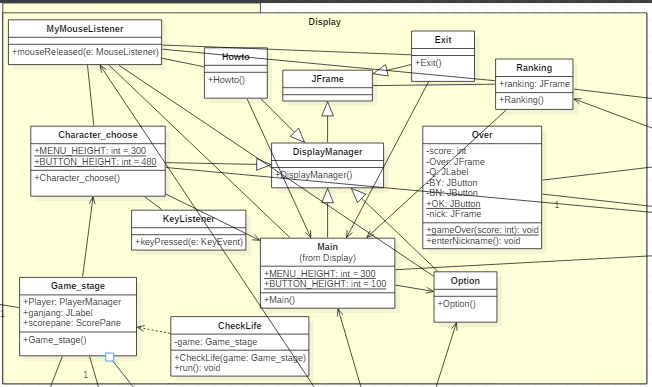 Display
MyMouseListener
+mouseReleased(e: MouseListener)
Howto
+Howto()
JFrame
Exit
+Exit()
Ranking
+ranking: JFrame
+Ranking()
Character_choose
+MENU_HEIGHT: int = 300
+BUTTON_HEIGHT: int = 480
+Character_choose()
DisplayManager
+DisplayManager()
Over
-score: int
-Over: JFrame
-Q: JLabel
-BY: JButton
-BN: JButton
+OK: JButton
-nick: JFrame
+gameOver(score: int): void
+enterNickname(): void
1
KeyListener
+keyPressed(e: KeyEvent)
Main
(from Display)
+MENU_HEIGHT: int = 300
+BUTTON_HEIGHT: int = 100
+Main()
Option
+Option()
Game_stage
+Player: PlayerManager
+ganjang: JLabel
+scorepane: ScorePane
+Game_stage()
1
CheckLife
-game: Game_stage
+CheckLife(game: Game_stage)
+run(): void
1